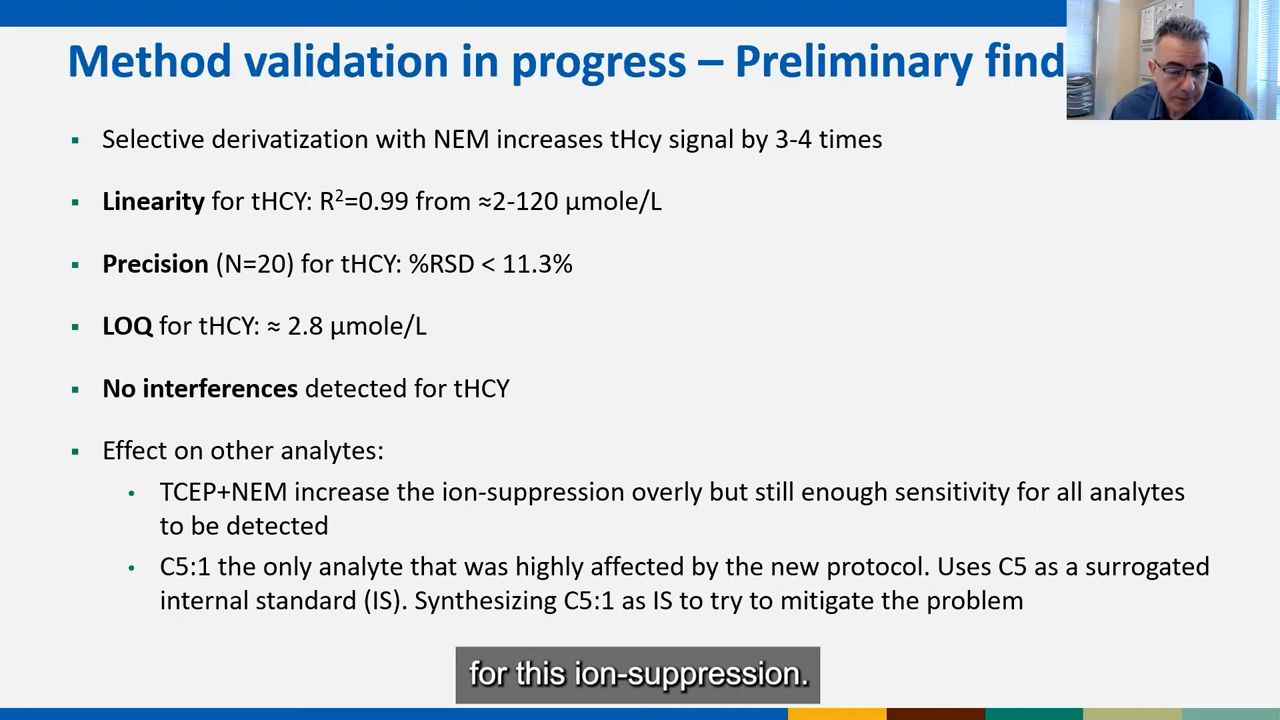 Method validation in progress – Preliminary find
▪ Selective derivatization with NEM increases tHcy signal by 3-4 times
▪ Linearity for tHCY: R²=0.99 from ≈2-120 µmole/L
▪ Precision (N=20) for tHCY: %RSD < 11.3%
▪ LOQ for tHCY: ≈ 2.8 µmole/L
▪ No interferences detected for tHCY
▪ Effect on other analytes:
• TCEP+NEM increase the ion-suppression overly but still enough sensitivity for all analytes
to be detected
• C5:1 the only analyte that was highly affected by the new protocol. Uses C5 as a surrogated
internal standard (IS). Synthesizing C5:1 as IS to try to mitigate the problem
for this ion-suppression.